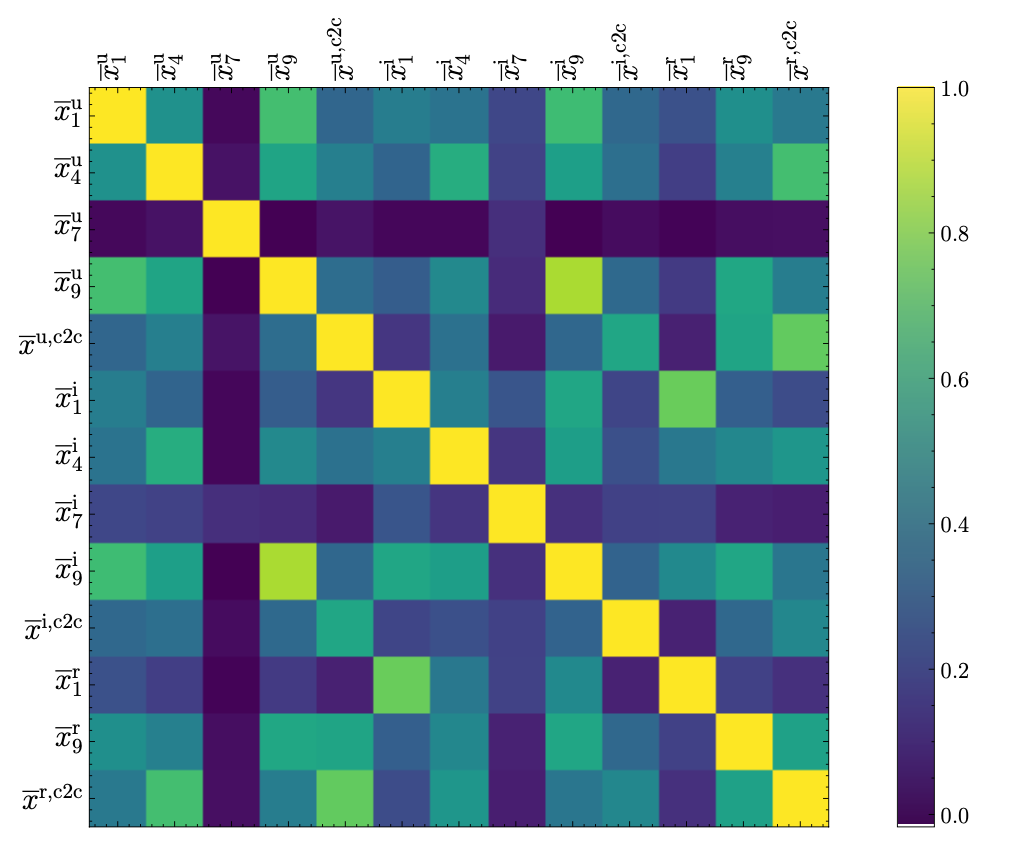 x̅₁ᵘ x̅₄ᵘ x̅₇ᵘ x̅₉ᵘ x̅ᵘ,ᶜ²ᶜ x̅₁ⁱ x̅₄ⁱ x̅₇ⁱ x̅₉ⁱ x̅ⁱ,ᶜ²ᶜ x̅₁ʳ x̅₉ʳ x̅ʳ,ᶜ²ᶜ
x̅₁ᵘ
x̅₄ᵘ
x̅₇ᵘ
x̅₉ᵘ
x̅ᵘ,ᶜ²ᶜ
x̅₁ⁱ
x̅₄ⁱ
x̅₇ⁱ
x̅₉ⁱ
x̅ⁱ,ᶜ²ᶜ
x̅₁ʳ
x̅₉ʳ
x̅ʳ,ᶜ²ᶜ
1.0
0.8
0.6
0.4
0.2
0.0